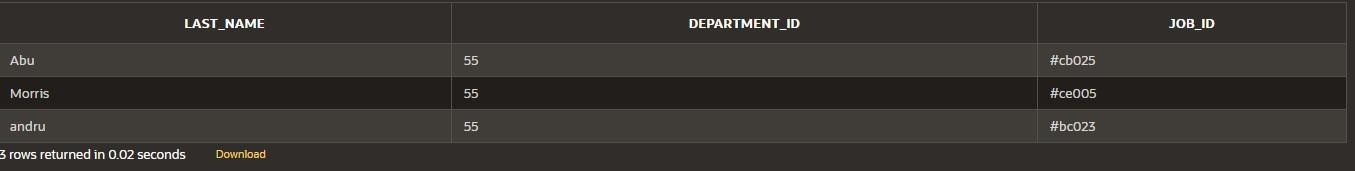 LAST_NAME DEPARTMENT_ID JOB_ID
Abu 55 #cb025
Morris 55 #ce005
andru 55 #bc023
3 rows returned in 0.02 seconds Download